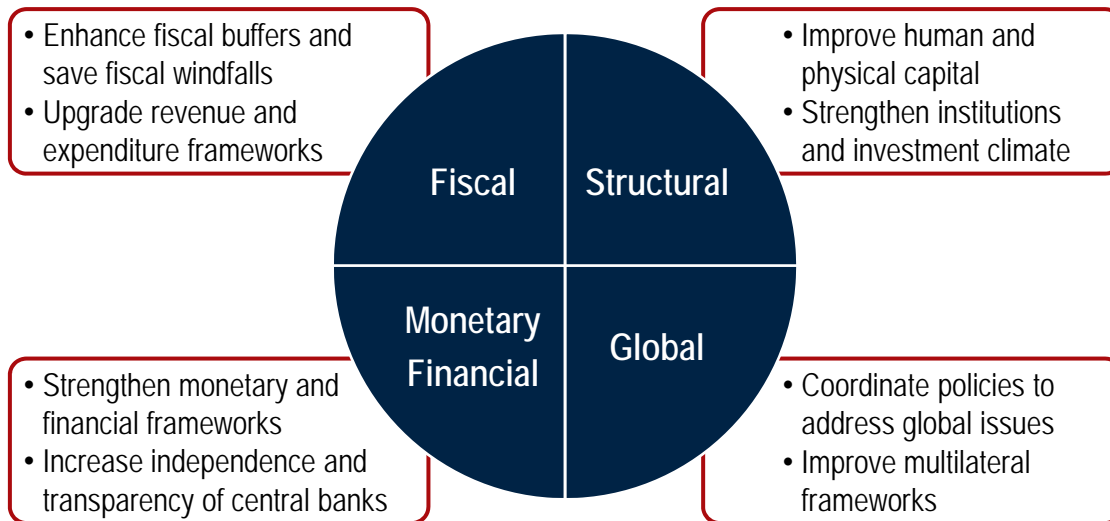 • Enhance fiscal buffers and
save fiscal windfalls
• Upgrade revenue and
expenditure frameworks
• Improve human and
physical capital
• Strengthen institutions
and investment climate
Fiscal
Structural
Monetary
Financial
Global
• Strengthen monetary and
financial frameworks
• Increase independence and
transparency of central banks
• Coordinate policies to
address global issues
• Improve multilateral
frameworks